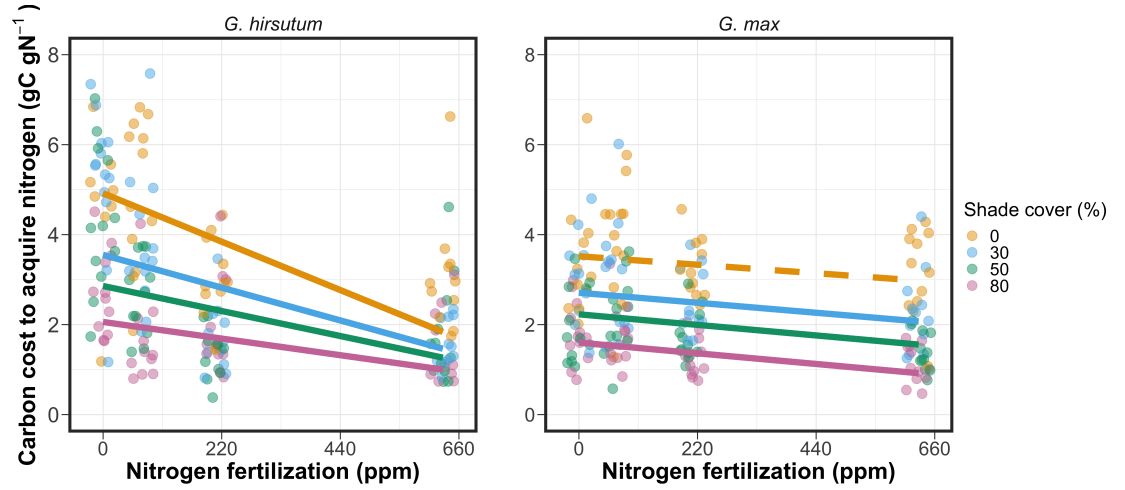 G. hirsutum
G. max
Carbon cost to acquire nitrogen (gC gN⁻¹)
8
6
4
2
0
8
6
4
2
0
0 220 440 660
0 220 440 660
Nitrogen fertilization (ppm)
Nitrogen fertilization (ppm)
Shade cover (%)
0
30
50
80